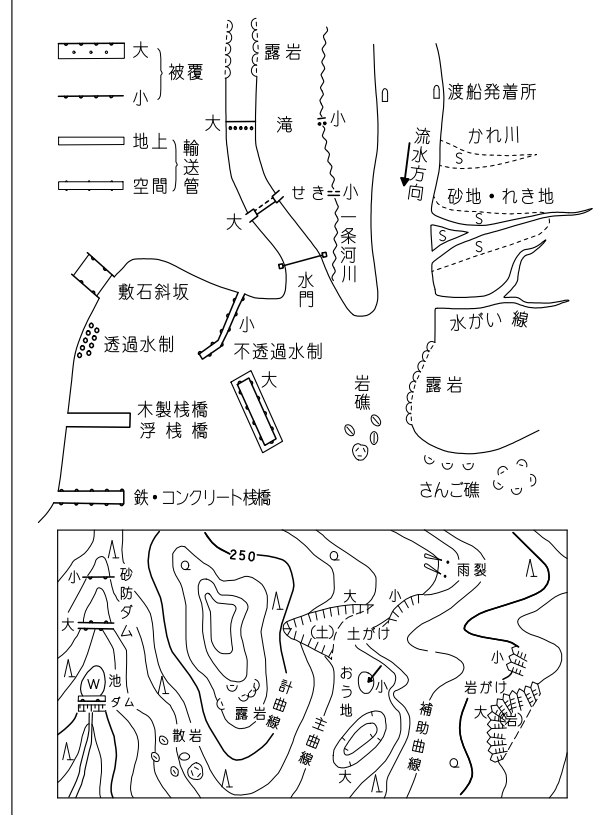 大
被覆
小
地上
輸送管
空間
露岩
大
滝
小
せき
小
大
一条河川
水門
流水方向
渡船発着所
かれ川
S
砂地・れき地
S
S
S
水がい線
敷石斜坂
小
透過水制
不透過水制
大
岩礁
露岩
木製桟橋
浮桟橋
さんご礁
鉄・コンクリート桟橋
250
小
砂防ダム
大
W
池
ダム
Q
Q
大
小
雨裂
(土)
土がけ
小
おう地
小
岩がけ
大
(岩)
露岩
計曲線
主曲線
補助曲線
散岩
大
Q